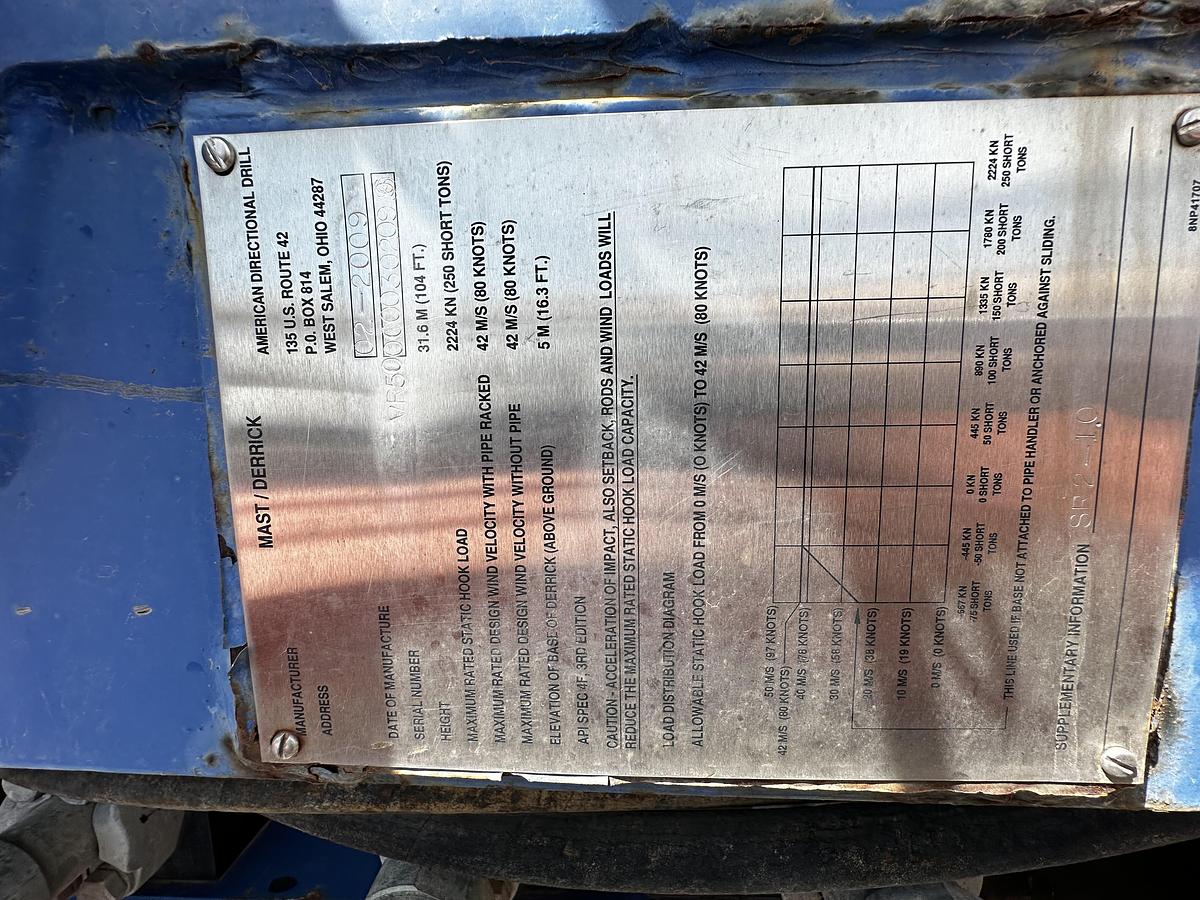 MAST / DERRICK
MANUFACTURER AMERICAN DIRECTIONAL DRILL
ADDRESS 135 U.S. ROUTE 42
P.O. BOX 814
WEST SALEM, OHIO 44287
DATE OF MANUFACTURE 02-2009
SERIAL NUMBER
HEIGHT 31.6 M (104 FT.)
MAXIMUM RATED STATIC HOOK LOAD 2224 KN (250 SHORT TONS)
MAXIMUM RATED DESIGN WIND VELOCITY WITH PIPE RACKED 42 M/S (80 KNOTS)
MAXIMUM RATED DESIGN WIND VELOCITY WITHOUT PIPE 42 M/S (80 KNOTS)
ELEVATION OF BASE OF DERRICK (ABOVE GROUND) 5 M (16.3 FT.)
API SPEC 4F, 3RD EDITION
CAUTION - ACCELERATION OF IMPACT, ALSO SETBACK, RODS AND WIND LOADS WILL
REDUCE THE MAXIMUM RATED STATIC HOOK LOAD CAPACITY.
LOAD DISTRIBUTION DIAGRAM
ALLOWABLE STATIC HOOK LOAD FROM 0 M/S (0 KNOTS) TO 42 M/S (80 KNOTS)
50 M/S (97 KNOTS)
42 M/S (80 KNOTS)
40 M/S (78 KNOTS)
30 M/S (58 KNOTS)
20 M/S (38 KNOTS)
10 M/S (19 KNOTS)
0 M/S (0 KNOTS)
-667 KN -445 KN 0 KN 445 KN 890 KN 1335 KN 1780 KN 2224 KN
-75 SHORT -50 SHORT 0 SHORT 50 SHORT 100 SHORT 150 SHORT 200 SHORT 250 SHORT
TONS TONS TONS TONS TONS TONS TONS TONS
THIS LINE USED IF BASE NOT ATTACHED TO PIPE HANDLER OR ANCHORED AGAINST SLIDING.
SUPPLEMENTARY INFORMATION
8NP41707